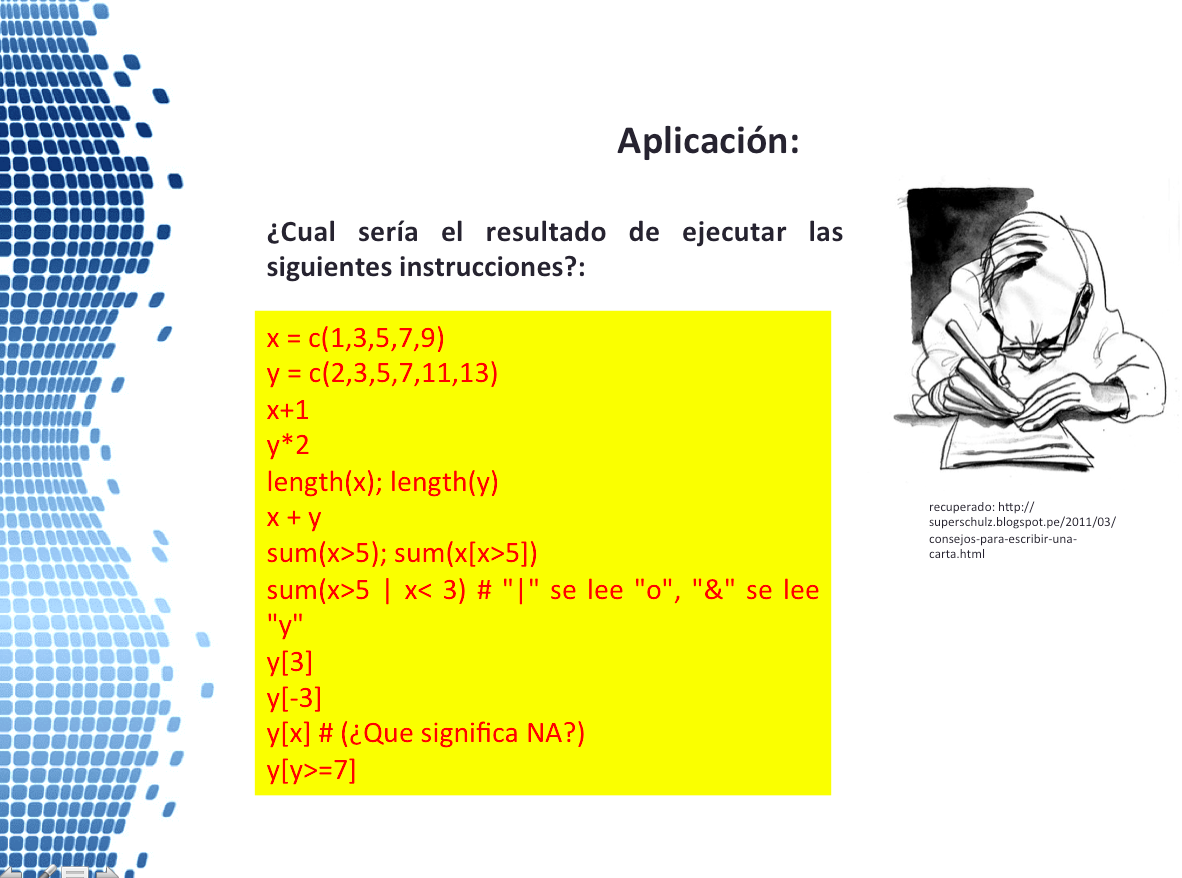 Aplicación:
¿Cual sería el resultado de ejecutar las
siguientes instrucciones?:
x = c(1,3,5,7,9)
y = c(2,3,5,7,11,13)
x+1
y*2
length(x); length(y)
x + y
sum(x>5); sum(x[x>5])
sum(x>5 | x< 3) # "|" se lee "o", "&" se lee
"y"
y[3]
y[-3]
y[x] # (¿Que significa NA?)
y[y>=7]
recuperado: http://
superschulz.blogspot.pe/2011/03/
consejos-para-escribir-una-
carta.html